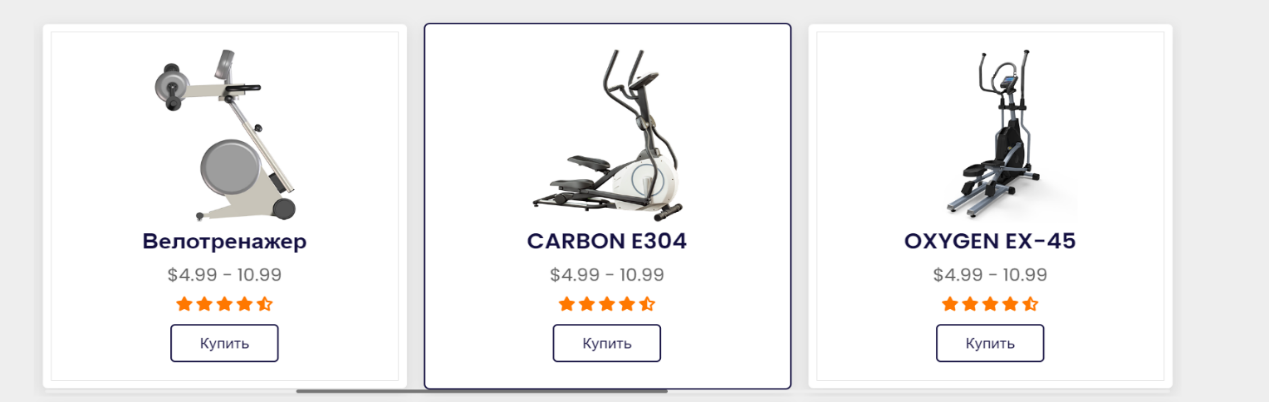 Велотренажер
$4.99 - 10.99
Купить
CARBON E304
$4.99 - 10.99
Купить
OXYGEN EX-45
$4.99 - 10.99
Купить